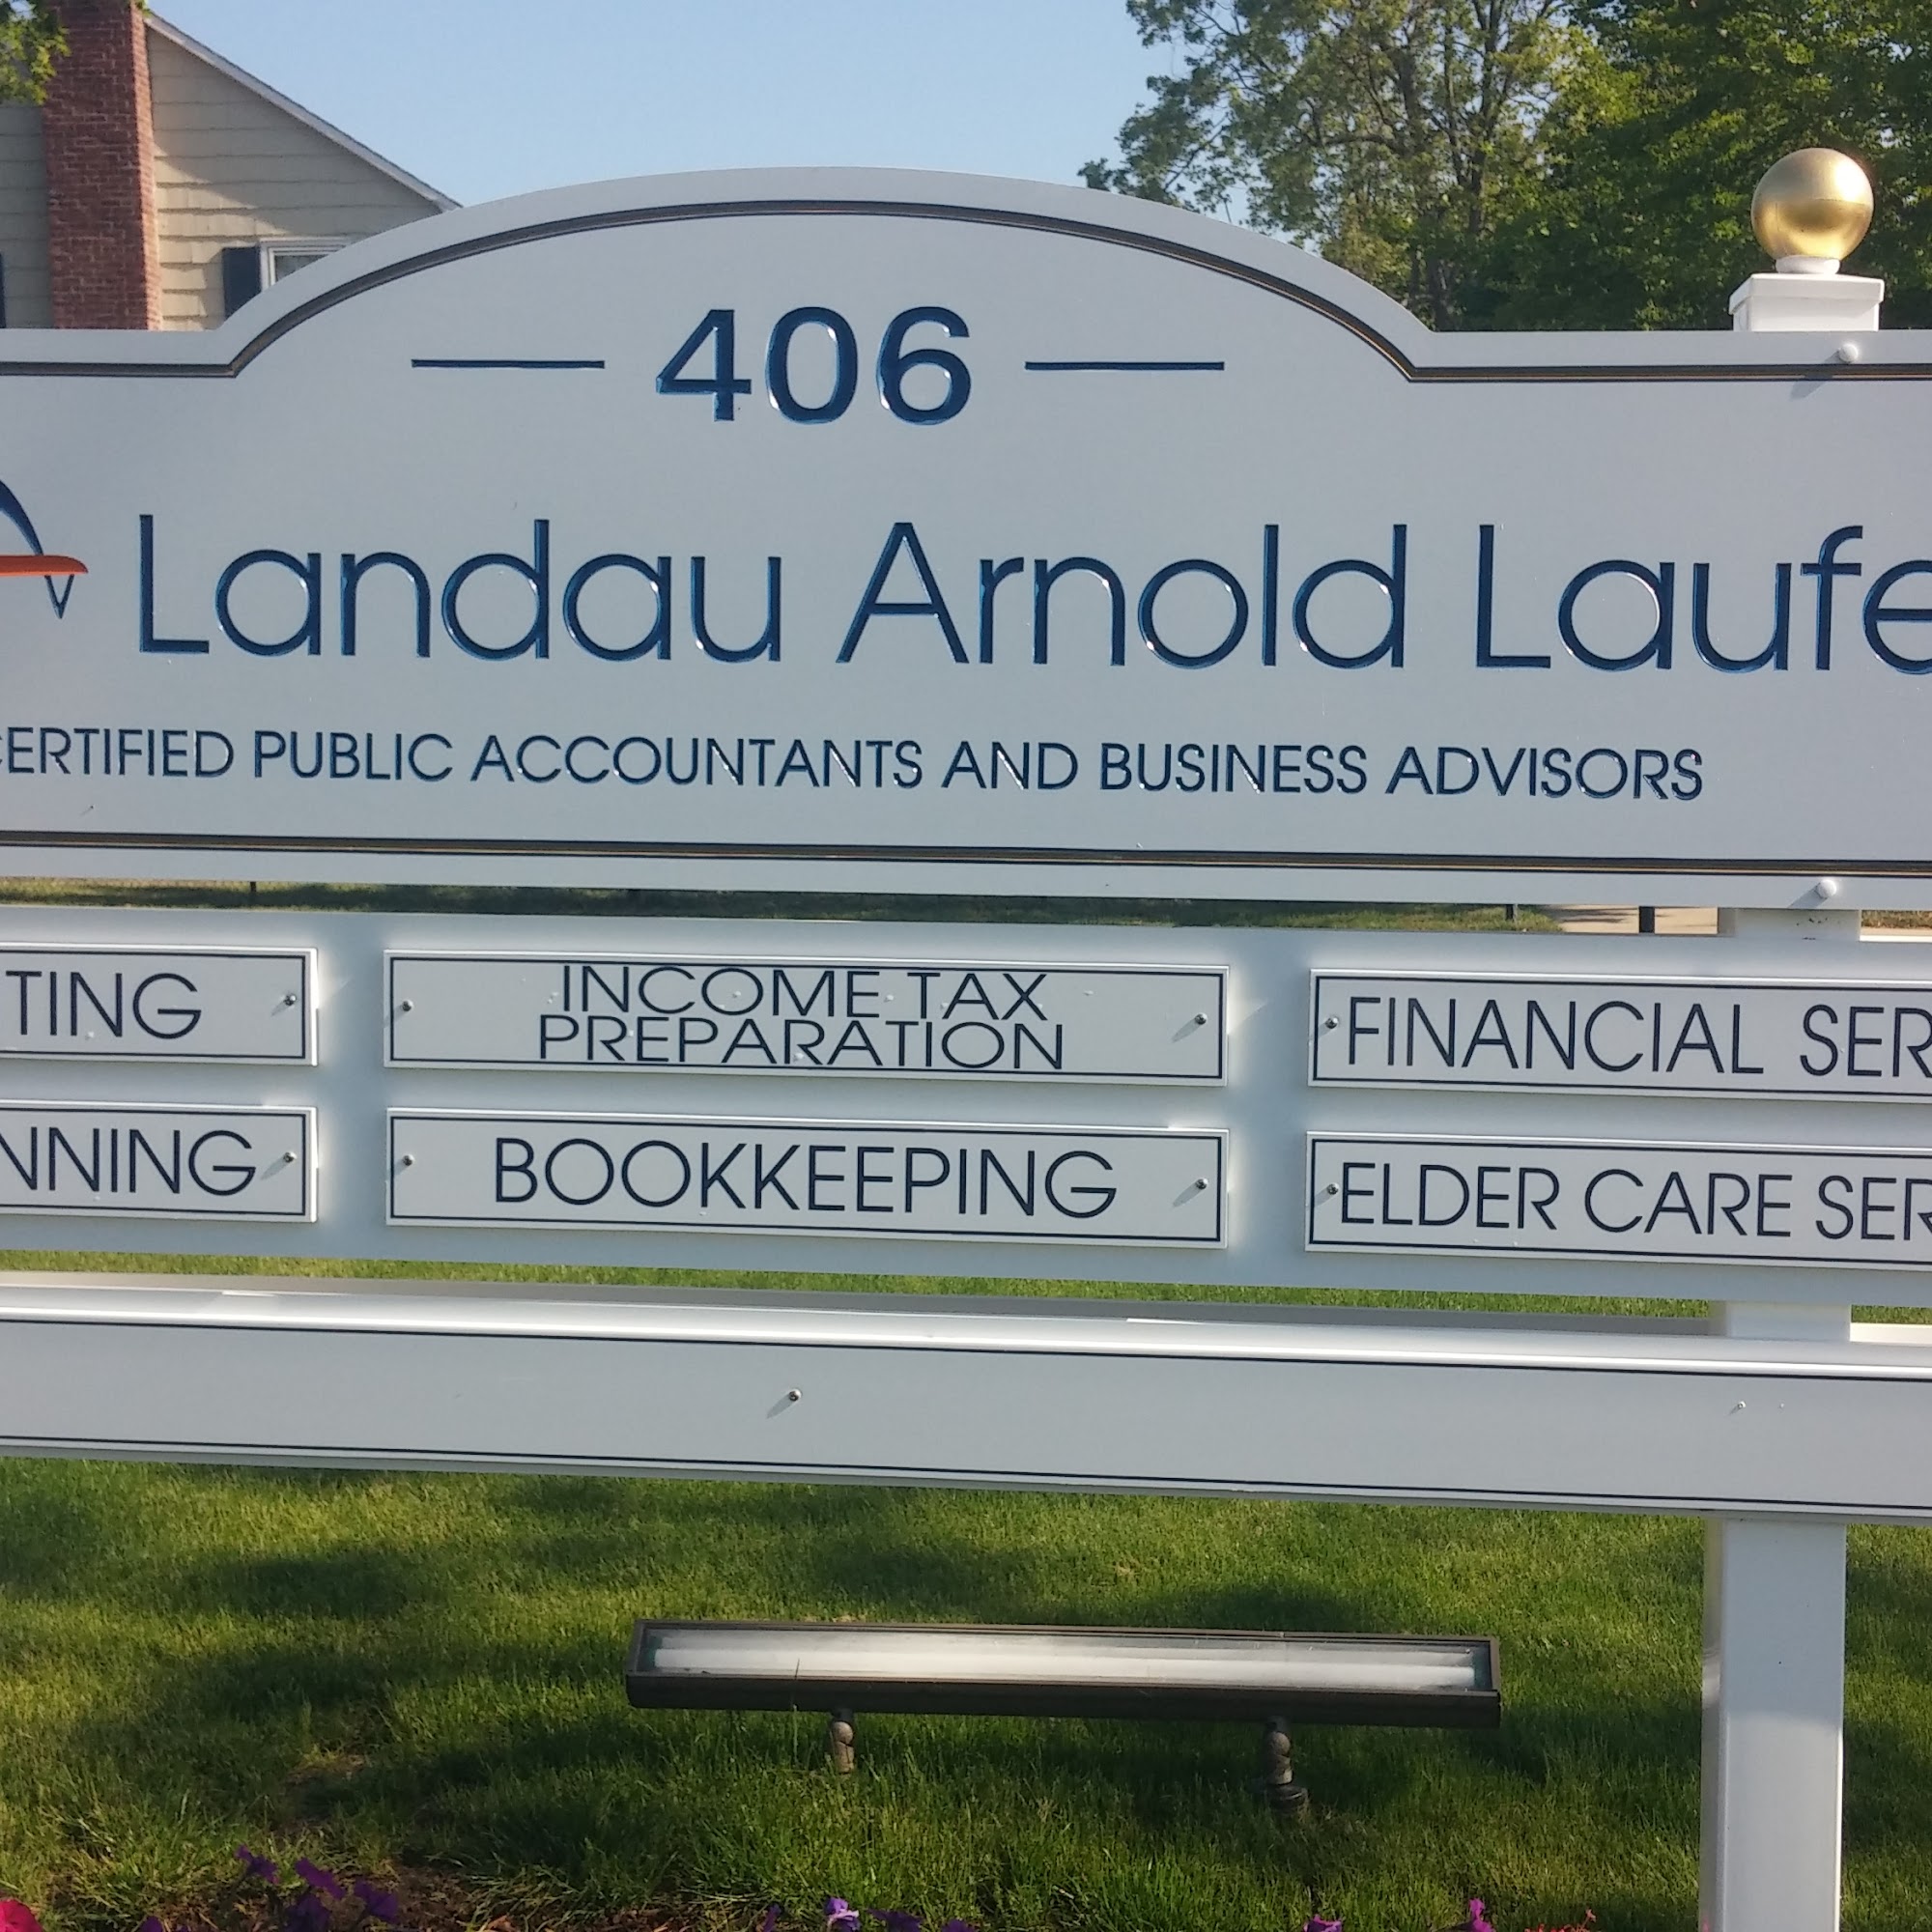 406
Landau Arnold Laufe
CERTIFIED PUBLIC ACCOUNTANTS AND BUSINESS ADVISORS
TING
INCOME TAX
PREPARATION
FINANCIAL SER
NNING
BOOKKEEPING
ELDER CARE SER